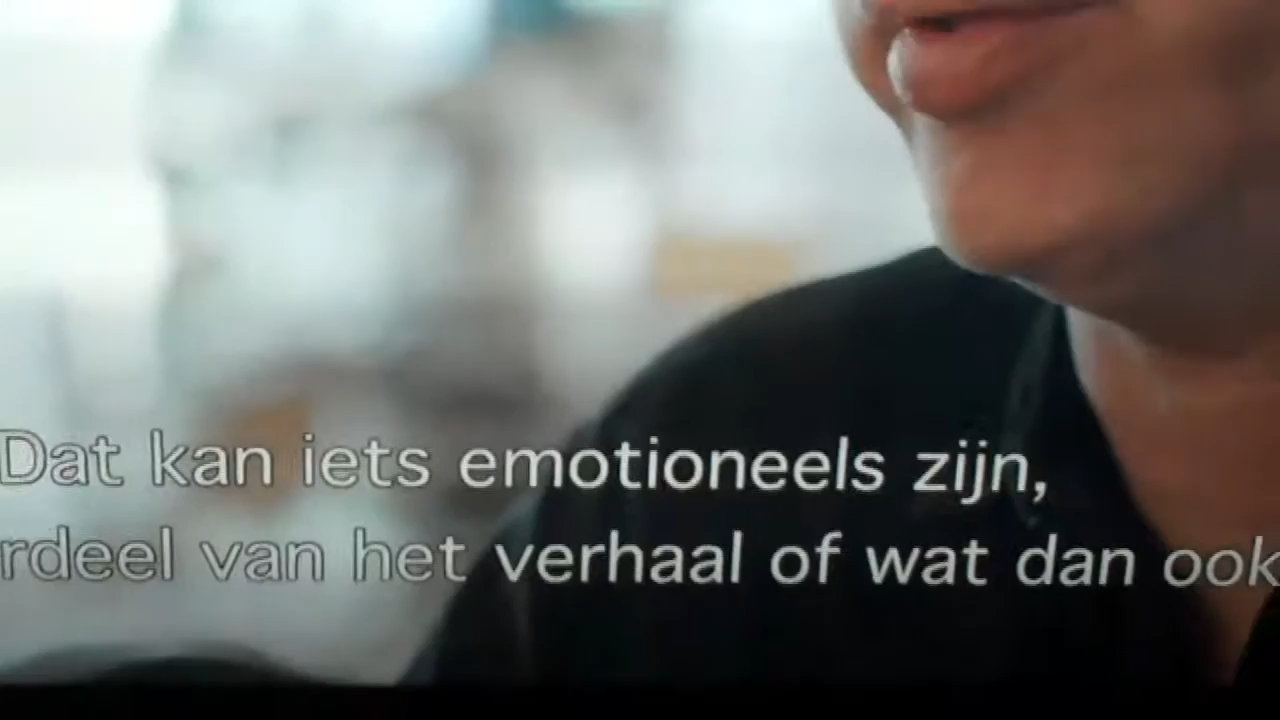 Dat kan iets emotioneels zijn,
rdeel van het verhaal of wat dan ook